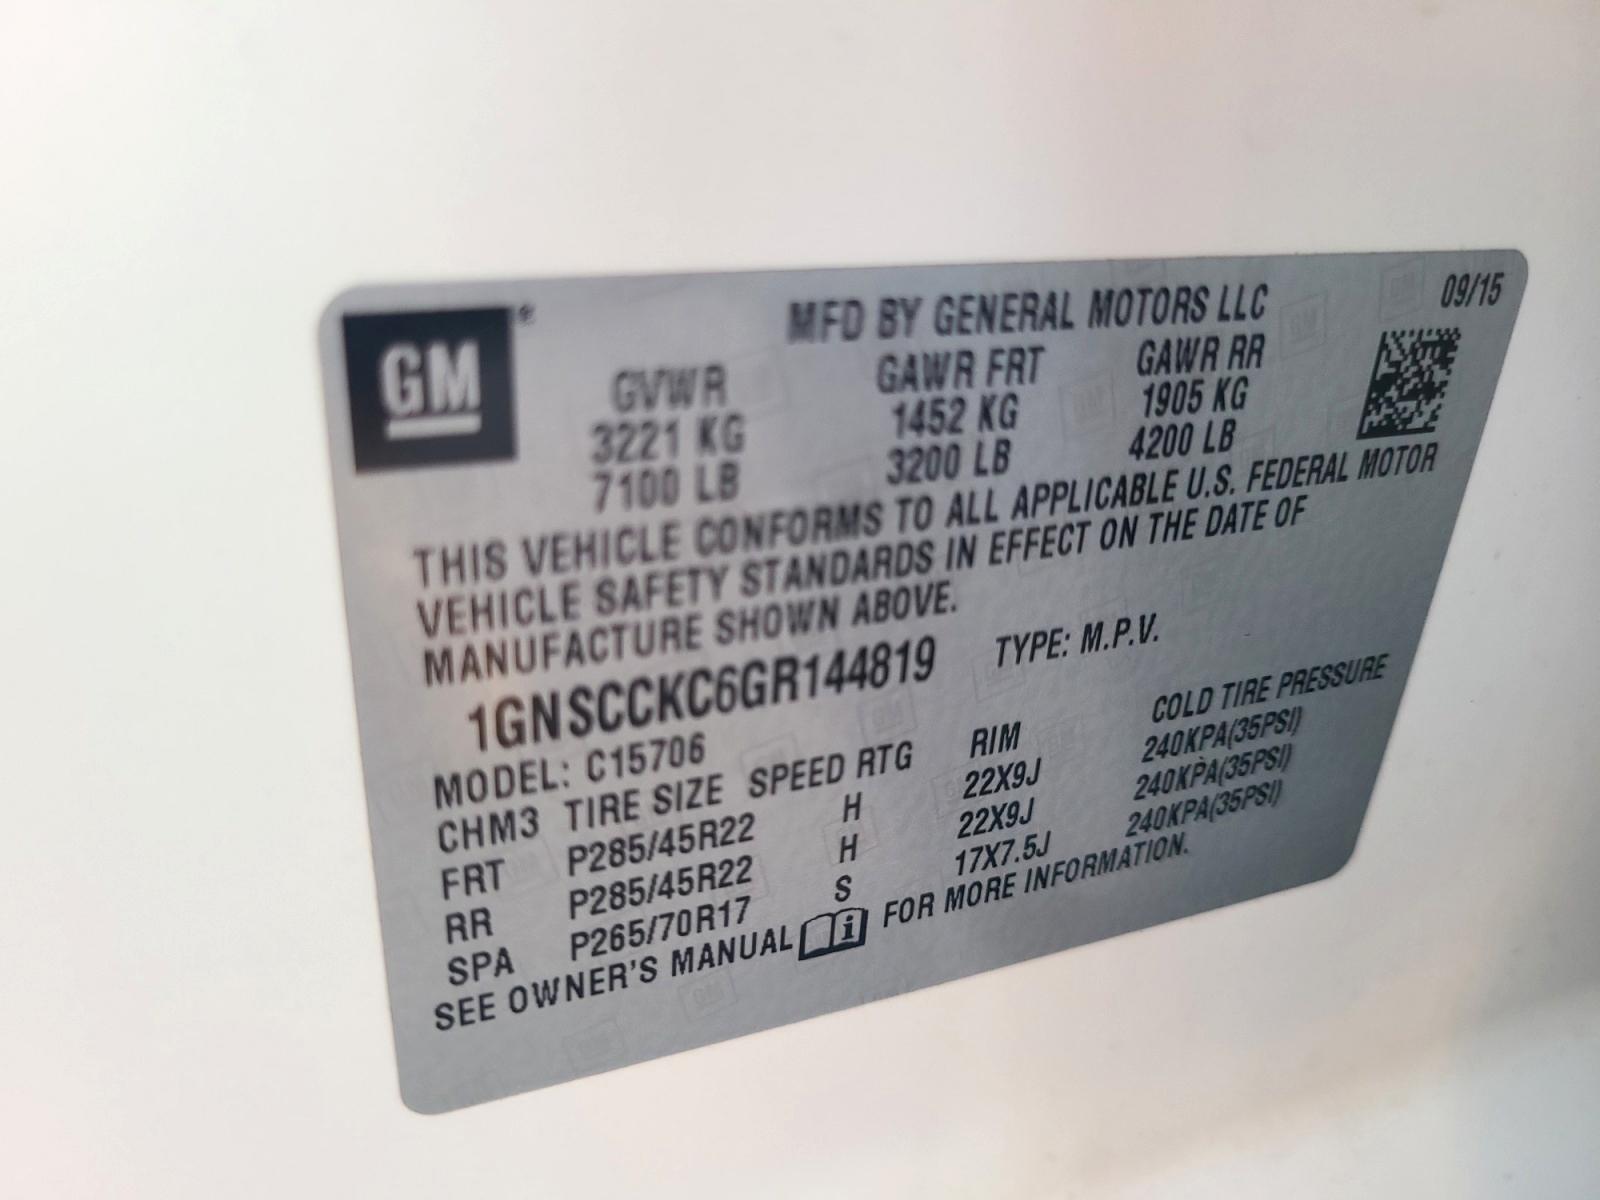 GM®
MFD BY GENERAL MOTORS LLC 09/15
GVWR GAWR FRT GAWR RR
3221 KG 1452 KG 1905 KG
7100 LB 3200 LB 4200 LB
THIS VEHICLE CONFORMS TO ALL APPLICABLE U.S. FEDERAL MOTOR
VEHICLE SAFETY STANDARDS IN EFFECT ON THE DATE OF
MANUFACTURE SHOWN ABOVE.
1GNSCCKC6GR144819 TYPE: M.P.V.
MODEL: C15706
CHM3 TIRE SIZE SPEED RTG RIM COLD TIRE PRESSURE
FRT P285/45R22 H 22X9J 240KPA(35PSI)
RR P285/45R22 H 22X9J 240KPA(35PSI)
SPA P265/70R17 S 17X7.5J 240KPA(35PSI)
SEE OWNER'S MANUAL i FOR MORE INFORMATION.